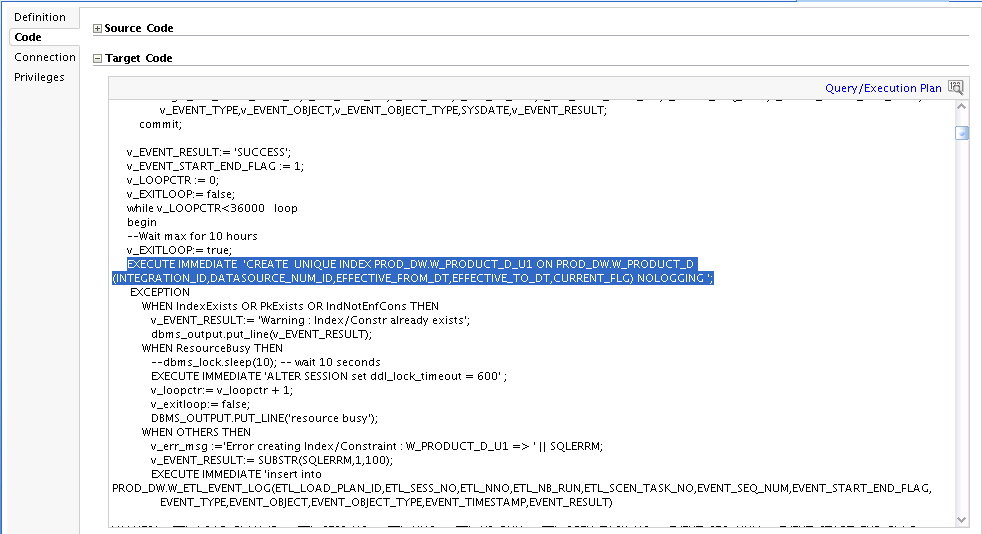 Definition
Code
Connection
Privileges
Source Code
Target Code
Query/Execution Plan
v_EVENT_TYPE,v_EVENT_OBJECT,v_EVENT_OBJECT_TYPE,SYSDATE,v_EVENT_RESULT;
commit;
v_EVENT_RESULT:= 'SUCCESS';
v_EVENT_START_END_FLAG := 1;
v_LOOPCTR := 0;
v_EXITLOOP:= false;
while v_LOOPCTR<36000 loop
begin
--Wait max for 10 hours
v_EXITLOOP:= true;
EXECUTE IMMEDIATE 'CREATE UNIQUE INDEX PROD_DW.W_PRODUCT_D_U1 ON PROD_DW.W_PRODUCT_D
(INTEGRATION_ID,DATASOURCE_NUM_ID,EFFECTIVE_FROM_DT,EFFECTIVE_TO_DT,CURRENT_FLG) NOLOGGING ';
EXCEPTION
WHEN IndexExists OR PkExists OR IndNotEnfCons THEN
v_EVENT_RESULT:= 'Warning : Index/Constr already exists';
dbms_output.put_line(v_EVENT_RESULT);
WHEN ResourceBusy THEN
--dbms_lock.sleep(10); -- wait 10 seconds
EXECUTE IMMEDIATE 'ALTER SESSION set ddl_lock_timeout = 600' ;
v_loopctr:= v_loopctr + 1;
v_exitloop:= false;
DBMS_OUTPUT.PUT_LINE('resource busy');
WHEN OTHERS THEN
v_err_msg :='Error creating Index/Constraint : W_PRODUCT_D_U1 => ' || SQLERRM;
v_EVENT_RESULT:= SUBSTR(SQLERRM,1,100);
EXECUTE IMMEDIATE 'insert into
PROD_DW.W_ETL_EVENT_LOG(ETL_LOAD_PLAN_ID,ETL_SESS_NO,ETL_NNO,ETL_NB_RUN,ETL_SCEN_TASK_NO,EVENT_SEQ_NUM,EVENT_START_END_FLAG,
EVENT_TYPE,EVENT_OBJECT,EVENT_OBJECT_TYPE,EVENT_TIMESTAMP,EVENT_RESULT)